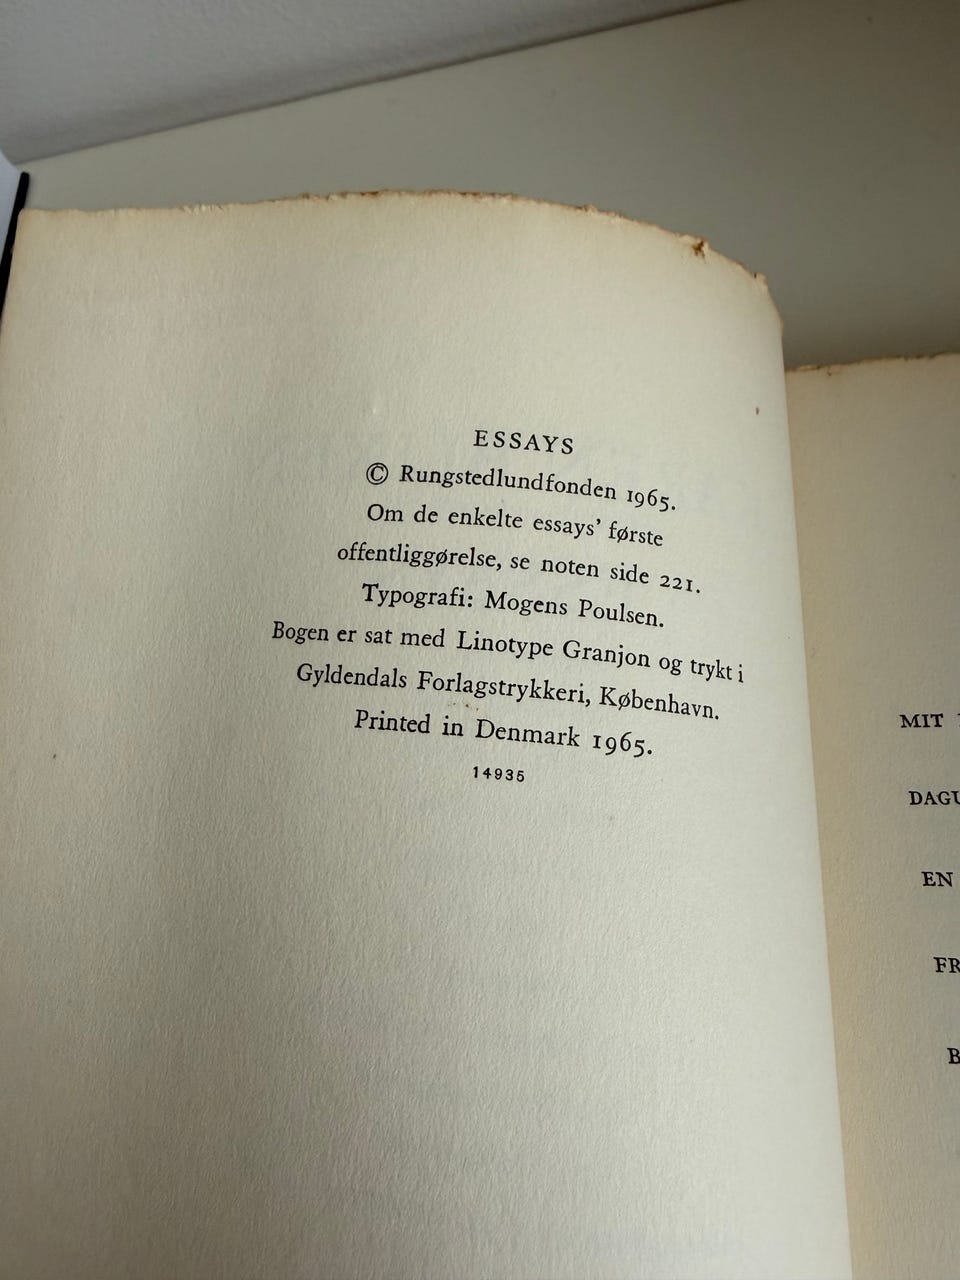 ESSAYS
© Rungstedlundfonden 1965.
Om de enkelte essays' første
offentliggørelse, se noten side 221.
Typografi: Mogens Poulsen.
Bogen er sat med Linotype Granjon og trykt i
Gyldendals Forlagstrykkeri, København.
Printed in Denmark 1965.
14935
MIT
EN